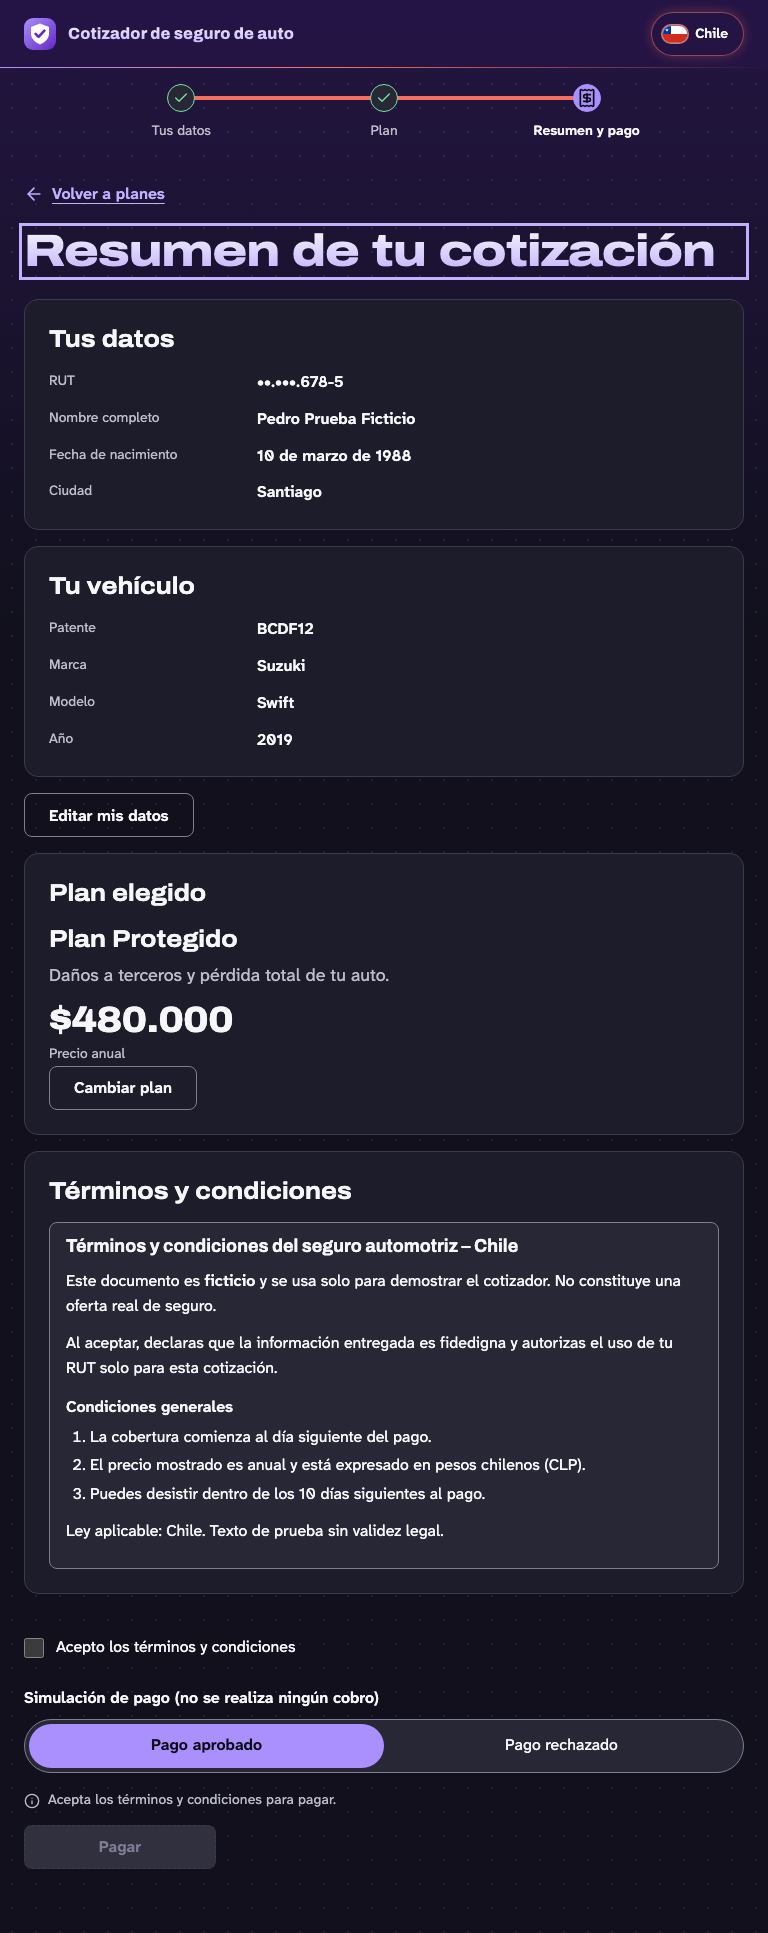 Cotizador de seguro de auto
Chile
Tus datos
Plan
Resumen y pago
Volver a planes
Resumen de tu cotización
Tus datos
RUT
••.•••.678-5
Nombre completo
Pedro Prueba Ficticio
Fecha de nacimiento
10 de marzo de 1988
Ciudad
Santiago
Tu vehículo
Patente
BCDF12
Marca
Suzuki
Modelo
Swift
Año
2019
Editar mis datos
Plan elegido
Plan Protegido
Daños a terceros y pérdida total de tu auto.
$480.000
Precio anual
Cambiar plan
Términos y condiciones
Términos y condiciones del seguro automotriz – Chile
Este documento es ficticio y se usa solo para demostrar el cotizador. No constituye una
oferta real de seguro.
Al aceptar, declaras que la información entregada es fidedigna y autorizas el uso de tu
RUT solo para esta cotización.
Condiciones generales
1. La cobertura comienza al día siguiente del pago.
2. El precio mostrado es anual y está expresado en pesos chilenos (CLP).
3. Puedes desistir dentro de los 10 días siguientes al pago.
Ley aplicable: Chile. Texto de prueba sin validez legal.
Acepto los términos y condiciones
Simulación de pago (no se realiza ningún cobro)
Pago aprobado
Pago rechazado
Acepta los términos y condiciones para pagar.
Pagar